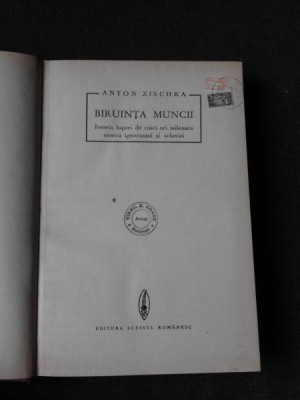 ANTON ZISCHKA
BIRUINȚA MUNCII
Istoria luptei de cinci ori milenare
contra ignoranței și sclaviei
EDITURA SCRISUL ROMÂNESC